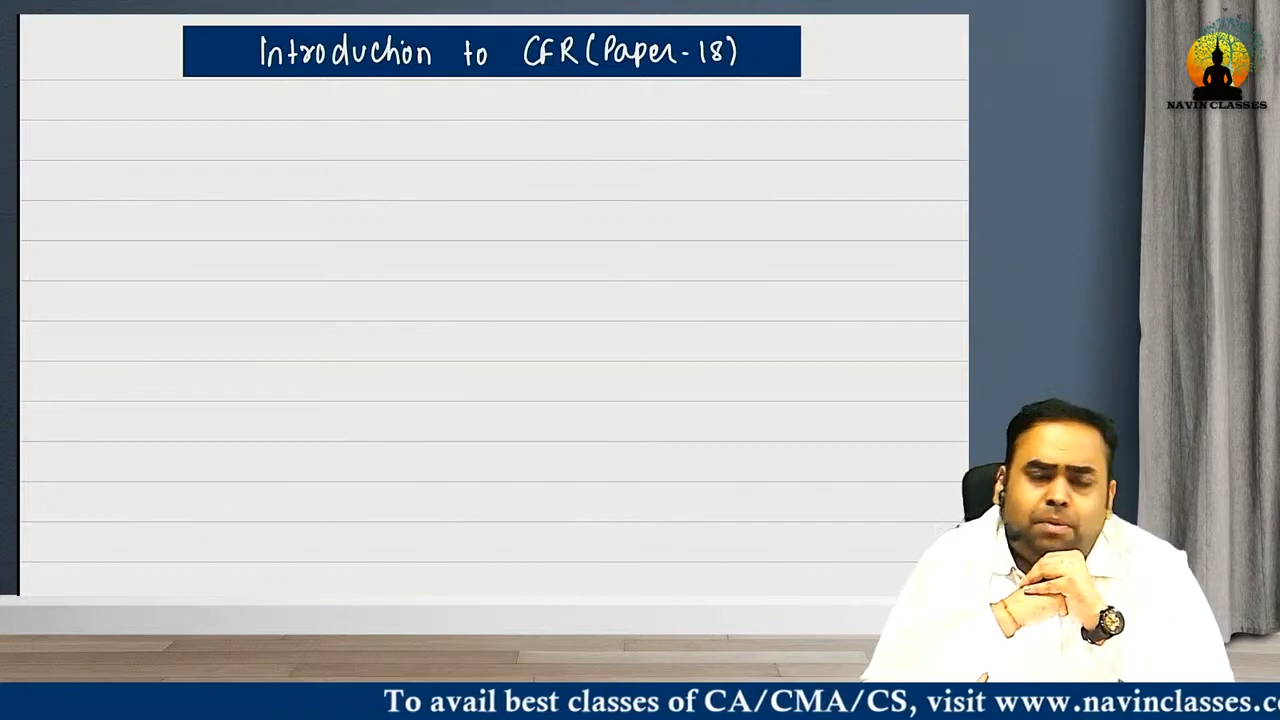 Introduction to CFR (Paper-18)
NAVIN CLASSES
To avail best classes of CA/CMA/CS, visit www.navinclasses.c